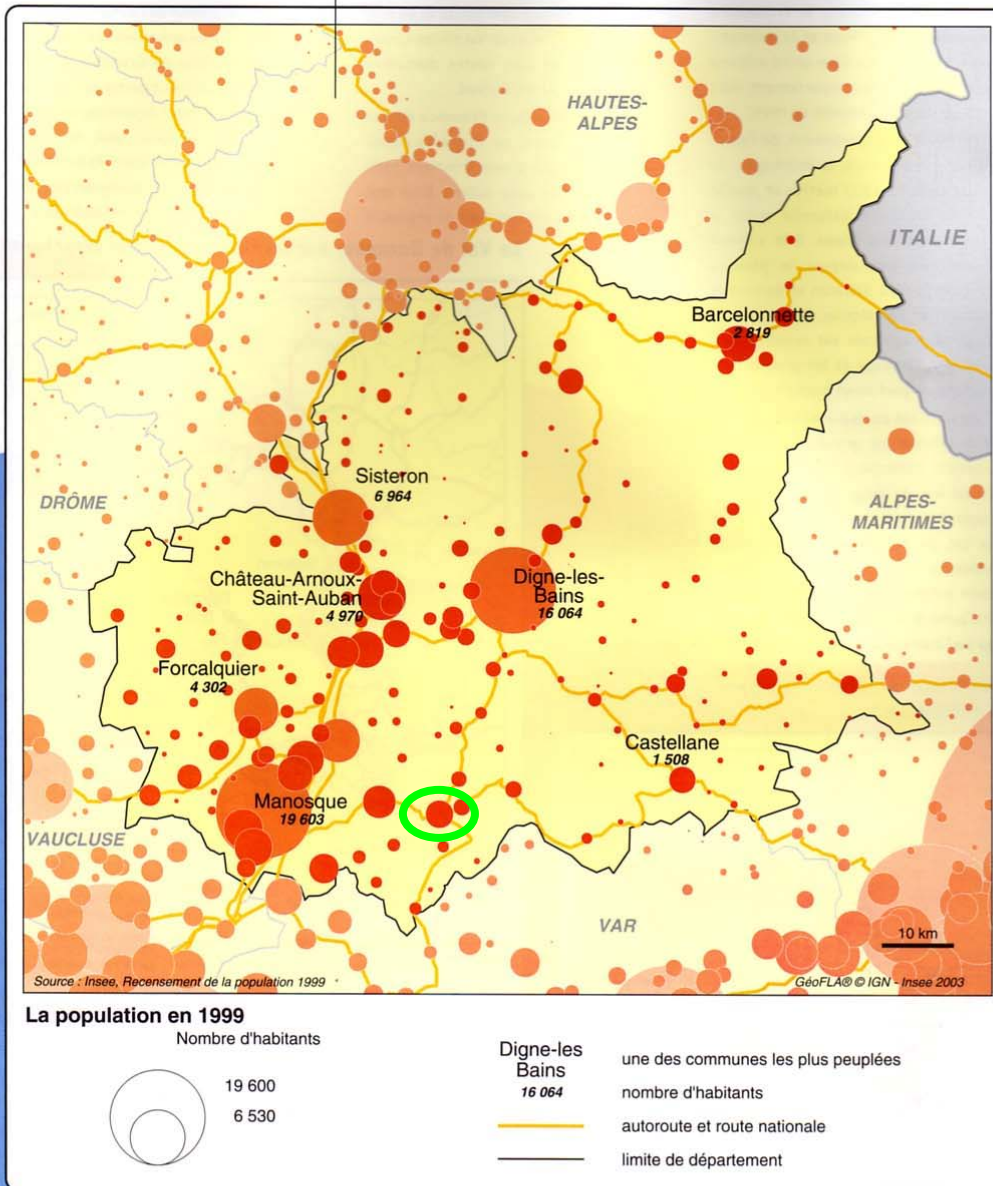 HAUTES-
ALPES
ITALIE
Barcelonnette
2 819
Sisteron
6 964
DRÔME
ALPES-
MARITIMES
Château-Arnoux-
Saint-Auban
4 970
Digne-les-
Bains
16 064
Forcalquier
4 302
Castellane
1 508
Manosque
19 603
VAUCLUSE
VAR
10 km
Source : Insee, Recensement de la population 1999
GéoFLA® © IGN - Insee 2003
La population en 1999
Nombre d'habitants
19 600
6 530
Digne-les
Bains
16 064
une des communes les plus peuplées
nombre d'habitants
autoroute et route nationale
limite de département